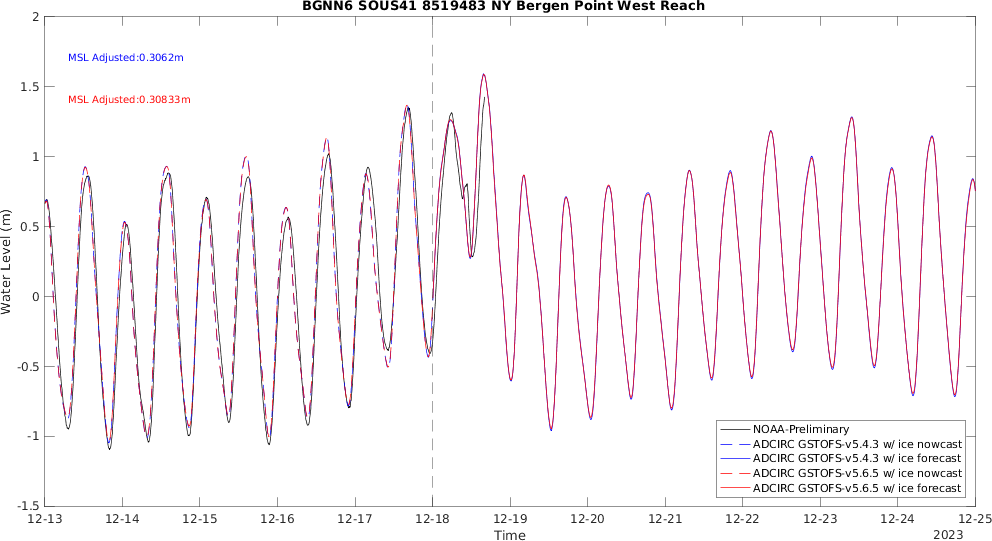 BGNN6 SOUS41 8519483 NY Bergen Point West Reach
MSL Adjusted:0.3062m
MSL Adjusted:0.30833m
Water Level (m)
2
1.5
1
0.5
0
-0.5
-1
-1.5
NOAA-Preliminary
ADCIRC GSTOFS-v5.4.3 w/ ice nowcast
ADCIRC GSTOFS-v5.4.3 w/ ice forecast
ADCIRC GSTOFS-v5.6.5 w/ ice nowcast
ADCIRC GSTOFS-v5.6.5 w/ ice forecast
12-13 12-14 12-15 12-16 12-17 12-18 12-19 12-20 12-21 12-22 12-23 12-24 12-25
Time
2023